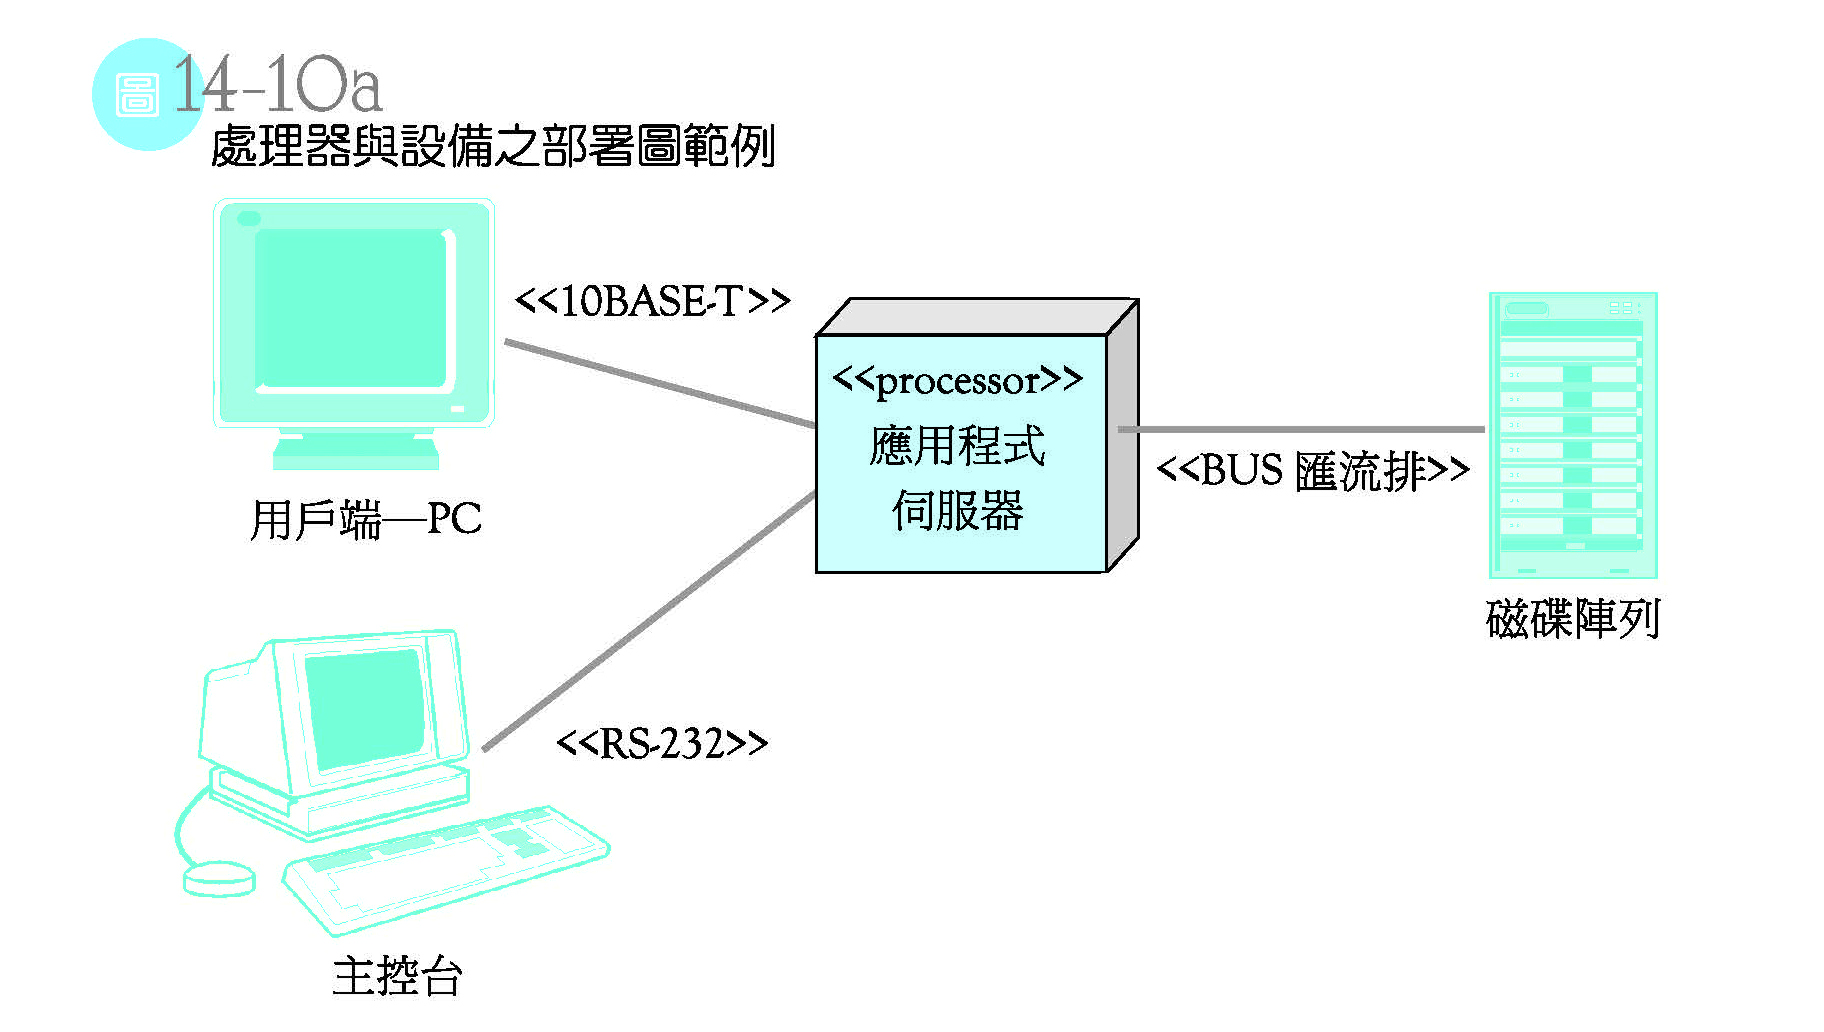 圖 14-10a
處理器與設備之部署圖範例
<<10BASE-T>>
<<processor>>
應用程式
伺服器
<<BUS 匯流排>>
用戶端—PC
磁碟陣列
<<RS-232>>
主控台